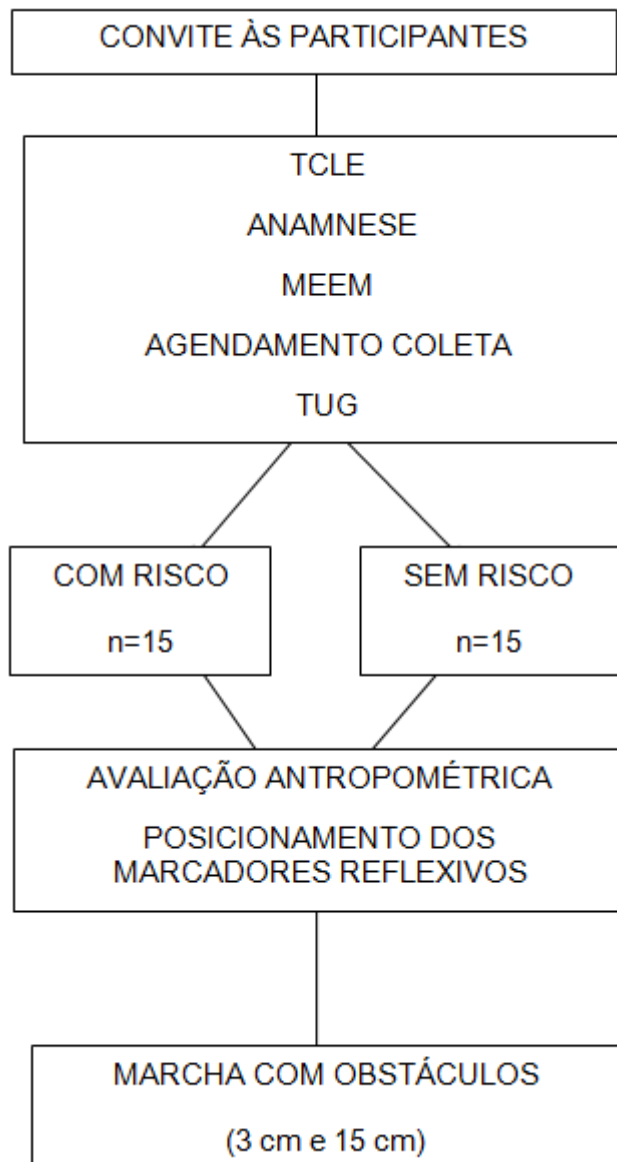 CONVITE ÀS PARTICIPANTES
TCLE
ANAMNESE
MEEM
AGENDAMENTO COLETA
TUG
COM RISCO
n=15
SEM RISCO
n=15
AVALIAÇÃO ANTROPOMÉTRICA
POSICIONAMENTO DOS
MARCADORES REFLEXIVOS
MARCHA COM OBSTÁCULOS
(3 cm e 15 cm)